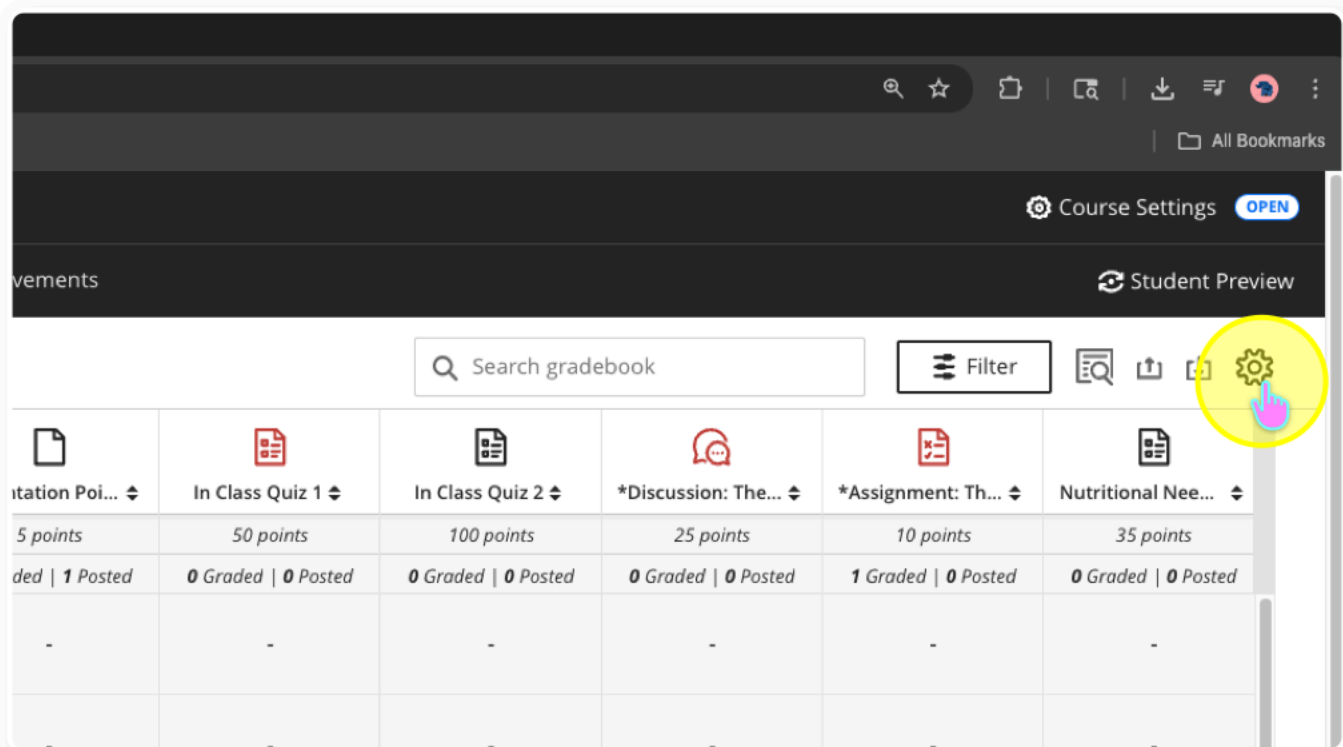 All Bookmarks
Course Settings OPEN
vements Student Preview
Search gradebook Filter
ntation Poi... In Class Quiz 1 In Class Quiz 2 *Discussion: The... *Assignment: Th... Nutritional Nee...
5 points 50 points 100 points 25 points 10 points 35 points
ded | 1 Posted 0 Graded | 0 Posted 0 Graded | 0 Posted 0 Graded | 0 Posted 1 Graded | 0 Posted 0 Graded | 0 Posted
- - - - - -
- - - - - -